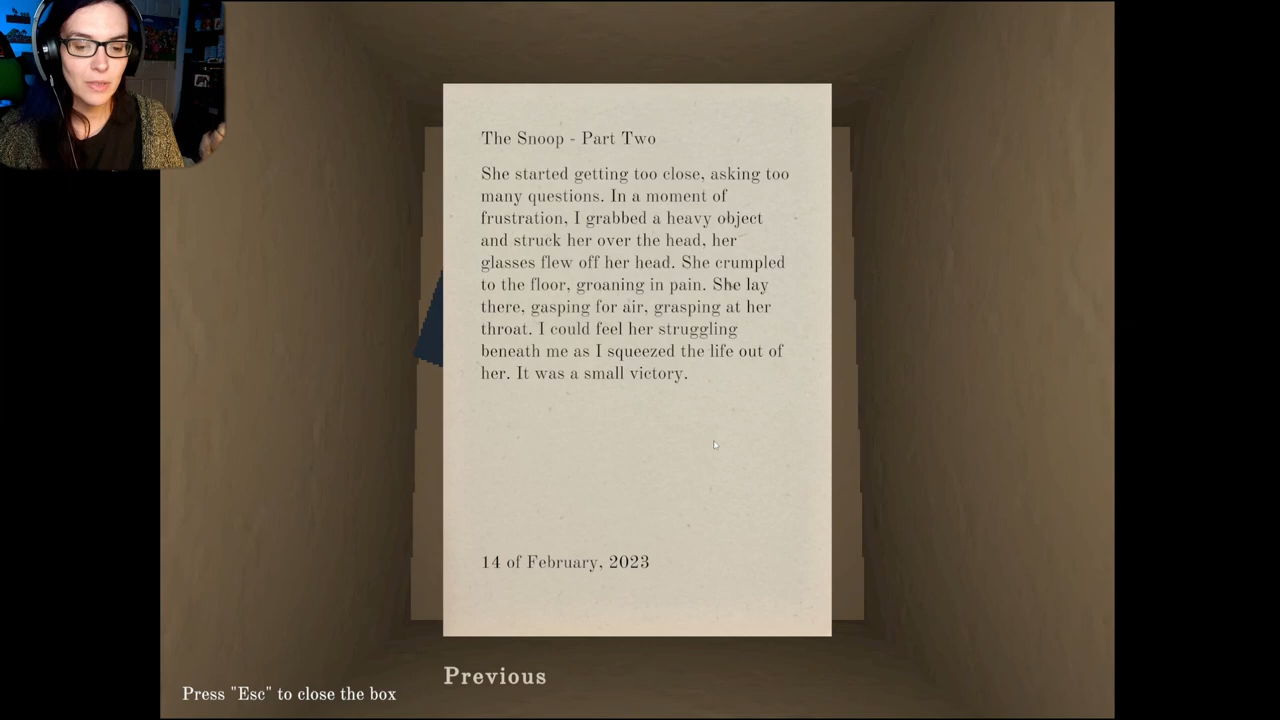 The Snoop - Part Two
She started getting too close, asking too
many questions. In a moment of
frustration, I grabbed a heavy object
and struck her over the head, her
glasses flew off her head. She crumpled
to the floor, groaning in pain. She lay
there, gasping for air, grasping at her
throat. I could feel her struggling
beneath me as I squeezed the life out of
her. It was a small victory.
14 of February, 2023
Previous
Press "Esc" to close the box